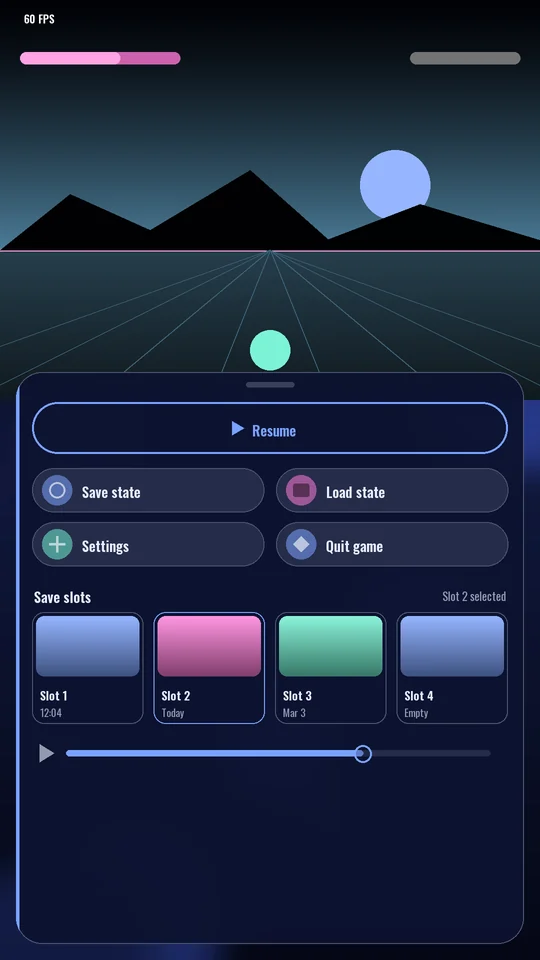 60 FPS
Resume
Save state
Load state
Settings
Quit game
Save slots
Slot 2 selected
Slot 1
12:04
Slot 2
Today
Slot 3
Mar 3
Slot 4
Empty